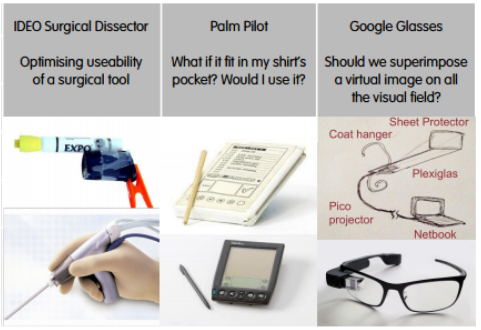 IDEO Surgical Dissector
Optimising useability
of a surgical tool
Palm Pilot
What if it fit in my shirt's
pocket? Would I use it?
Google Glasses
Should we superimpose
a virtual image on all
the visual field?
EXPO
Sheet Protector
Coat hanger
Plexiglas
Pico
projector
Netbook